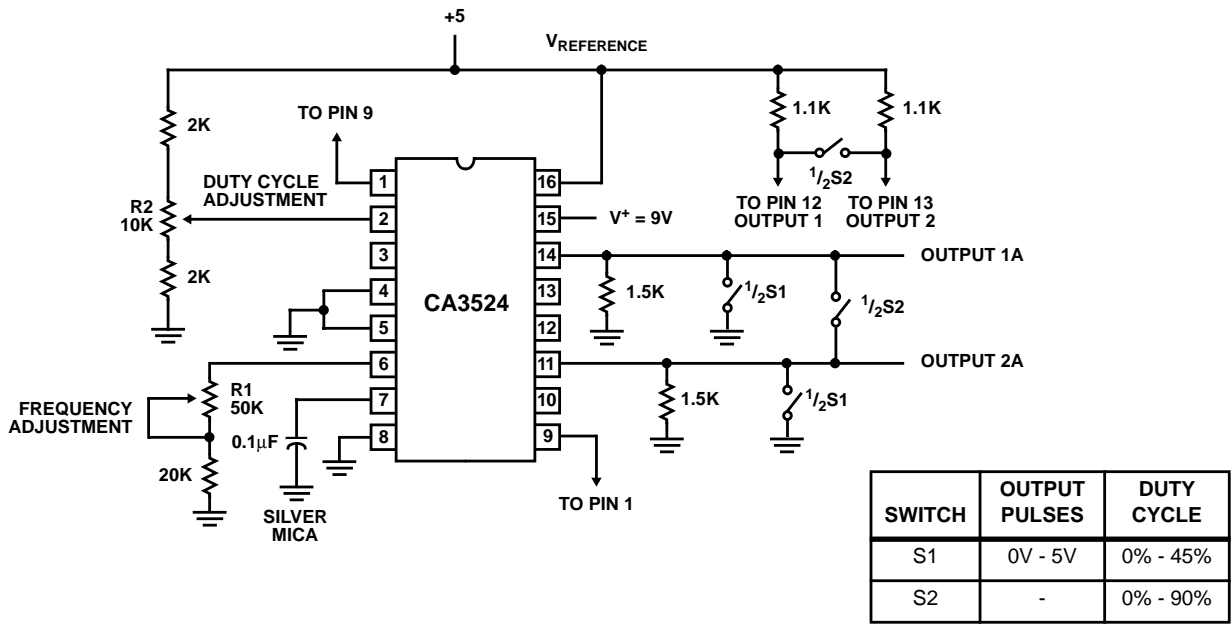 +5
VREFERENCE
2K
TO PIN 9
1.1K
1.1K
1/2S2
DUTY CYCLE
ADJUSTMENT
R2
10K
2K
TO PIN 12
OUTPUT 1
TO PIN 13
OUTPUT 2
V+ = 9V
CA3524
1
2
3
4
5
6
7
8
16
15
14
13
12
11
10
9
OUTPUT 1A
1.5K
1/2S1
1/2S2
OUTPUT 2A
1.5K
1/2S1
R1
50K
FREQUENCY
ADJUSTMENT
20K
0.1μF
SILVER
MICA
TO PIN 1
SWITCH OUTPUT PULSES DUTY CYCLE
S1 0V - 5V 0% - 45%
S2 - 0% - 90%